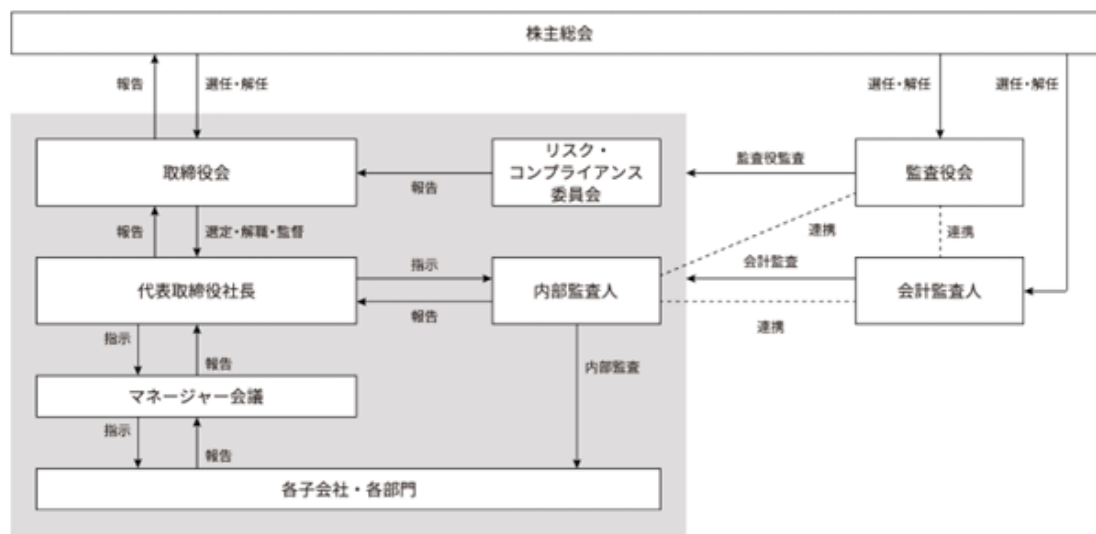 株主総会
報告
選任・解任
選任・解任
選任・解任
取締役会
報告
リスク・
コンプライアンス
委員会
監査役監査
監査役会
報告
選定・解職・監督
連携
連携
代表取締役社長
指示
報告
内部監査人
会計監査
連携
会計監査人
指示
報告
内部監査
マネージャー会議
指示
報告
各子会社・各部門